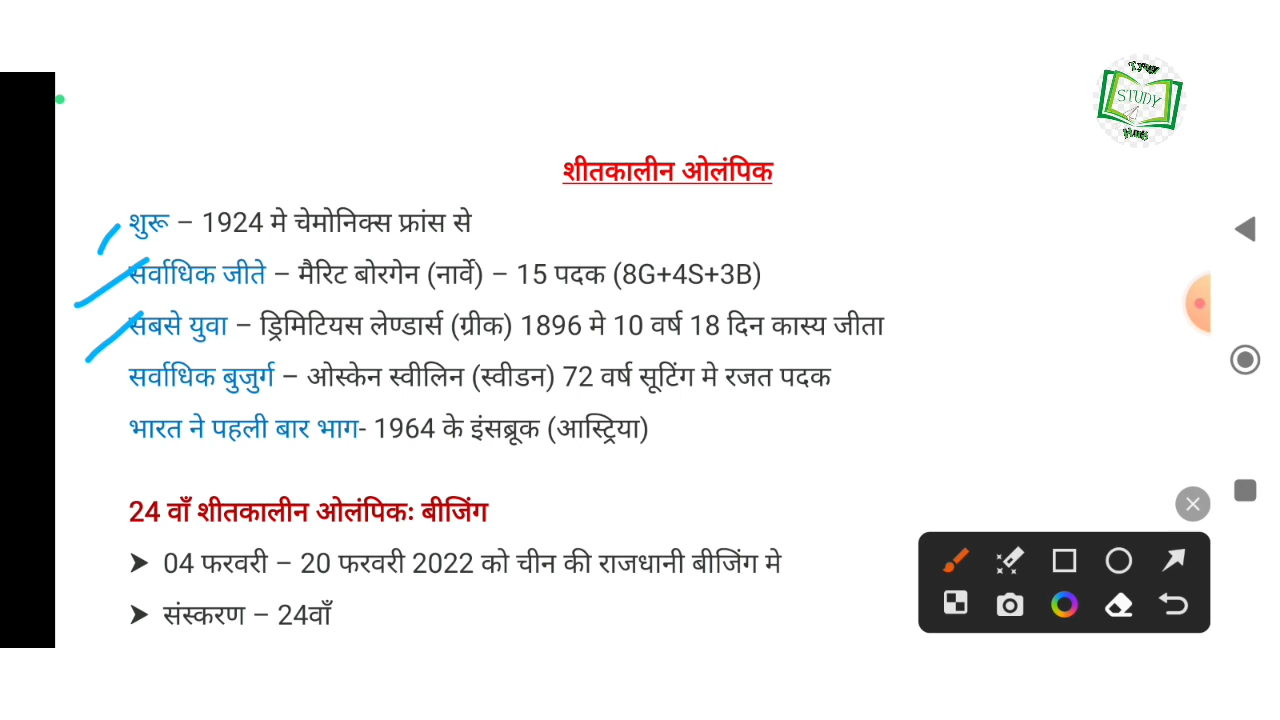 Tyagi
STUDY
Hub
शीतकालीन ओलंपिक
शुरू – 1924 मे चेमोनिक्स फ्रांस से
सर्वाधिक जीते – मैरिट बोरगेन (नार्वे) – 15 पदक (8G+4S+3B)
सबसे युवा – ड्रिमिटियस लेण्डार्स (ग्रीक) 1896 मे 10 वर्ष 18 दिन कास्य जीता
सर्वाधिक बुजुर्ग – ओस्केन स्वीलिन (स्वीडन) 72 वर्ष सूटिंग मे रजत पदक
भारत ने पहली बार भाग- 1964 के इंसब्रूक (आस्ट्रिया)
24 वाँ शीतकालीन ओलंपिकः बीजिंग
➤ 04 फरवरी – 20 फरवरी 2022 को चीन की राजधानी बीजिंग मे
➤ संस्करण – 24वाँ